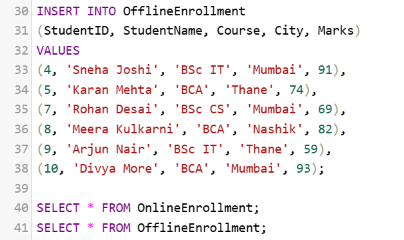 30 INSERT INTO OfflineEnrollment
31 (StudentID, StudentName, Course, City, Marks)
32 VALUES
33 (4, 'Sneha Joshi', 'BSc IT', 'Mumbai', 91),
34 (5, 'Karan Mehta', 'BCA', 'Thane', 74),
35 (7, 'Rohan Desai', 'BSc CS', 'Mumbai', 69),
36 (8, 'Meera Kulkarni', 'BCA', 'Nashik', 82),
37 (9, 'Arjun Nair', 'BSc IT', 'Thane', 59),
38 (10, 'Divya More', 'BCA', 'Mumbai', 93);
39
40 SELECT * FROM OnlineEnrollment;
41 SELECT * FROM OfflineEnrollment;